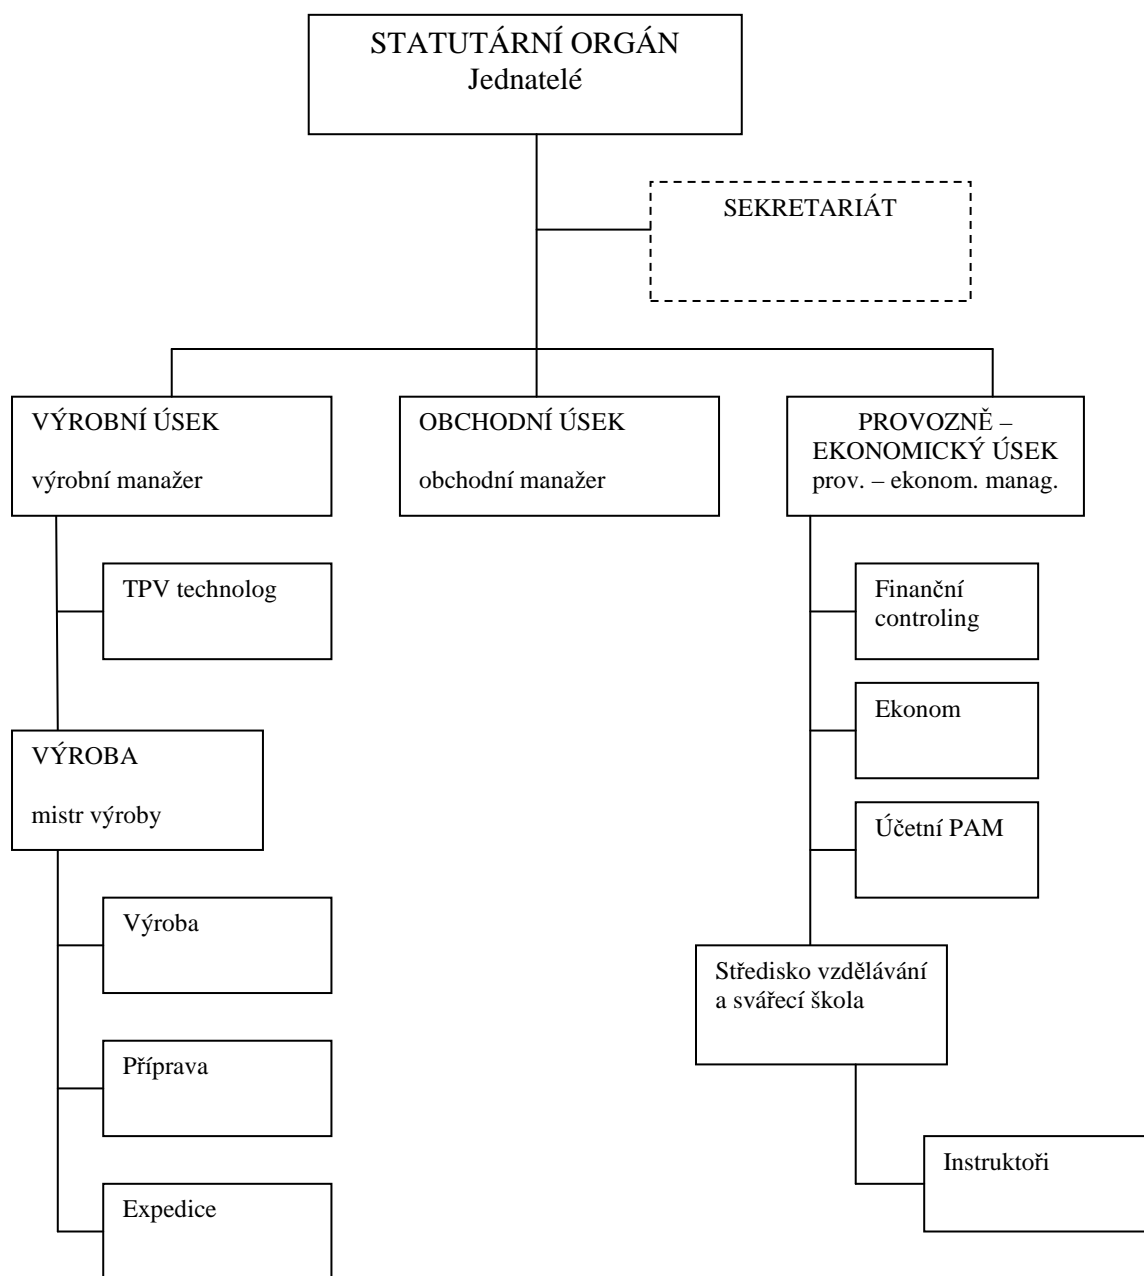 STATUTÁRNÍ ORGÁN
Jednatelé
SEKRETARIÁT
VÝROBNÍ ÚSEK
výrobní manažer
OBCHODNÍ ÚSEK
obchodní manažer
PROVOZNĚ –
EKONOMICKÝ ÚSEK
prov. – ekonom. manag.
TPV technolog
Finanční
controling
Ekonom
VÝROBA
mistr výroby
Účetní PAM
Výroba
Středisko vzdělávání
a svářecí škola
Příprava
Instruktoři
Expedice